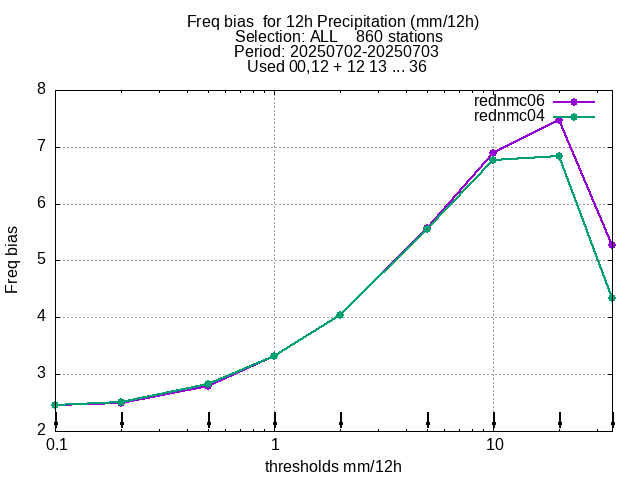 Freq bias  for 12h Precipitation (mm/12h)
Selection: ALL    860 stations
Period: 20250702-20250703
Used 00,12 + 12 13 ... 36
rednmc06
rednmc04
8
7
6
5
4
3
2
Freq bias
0.1 1 10
thresholds mm/12h